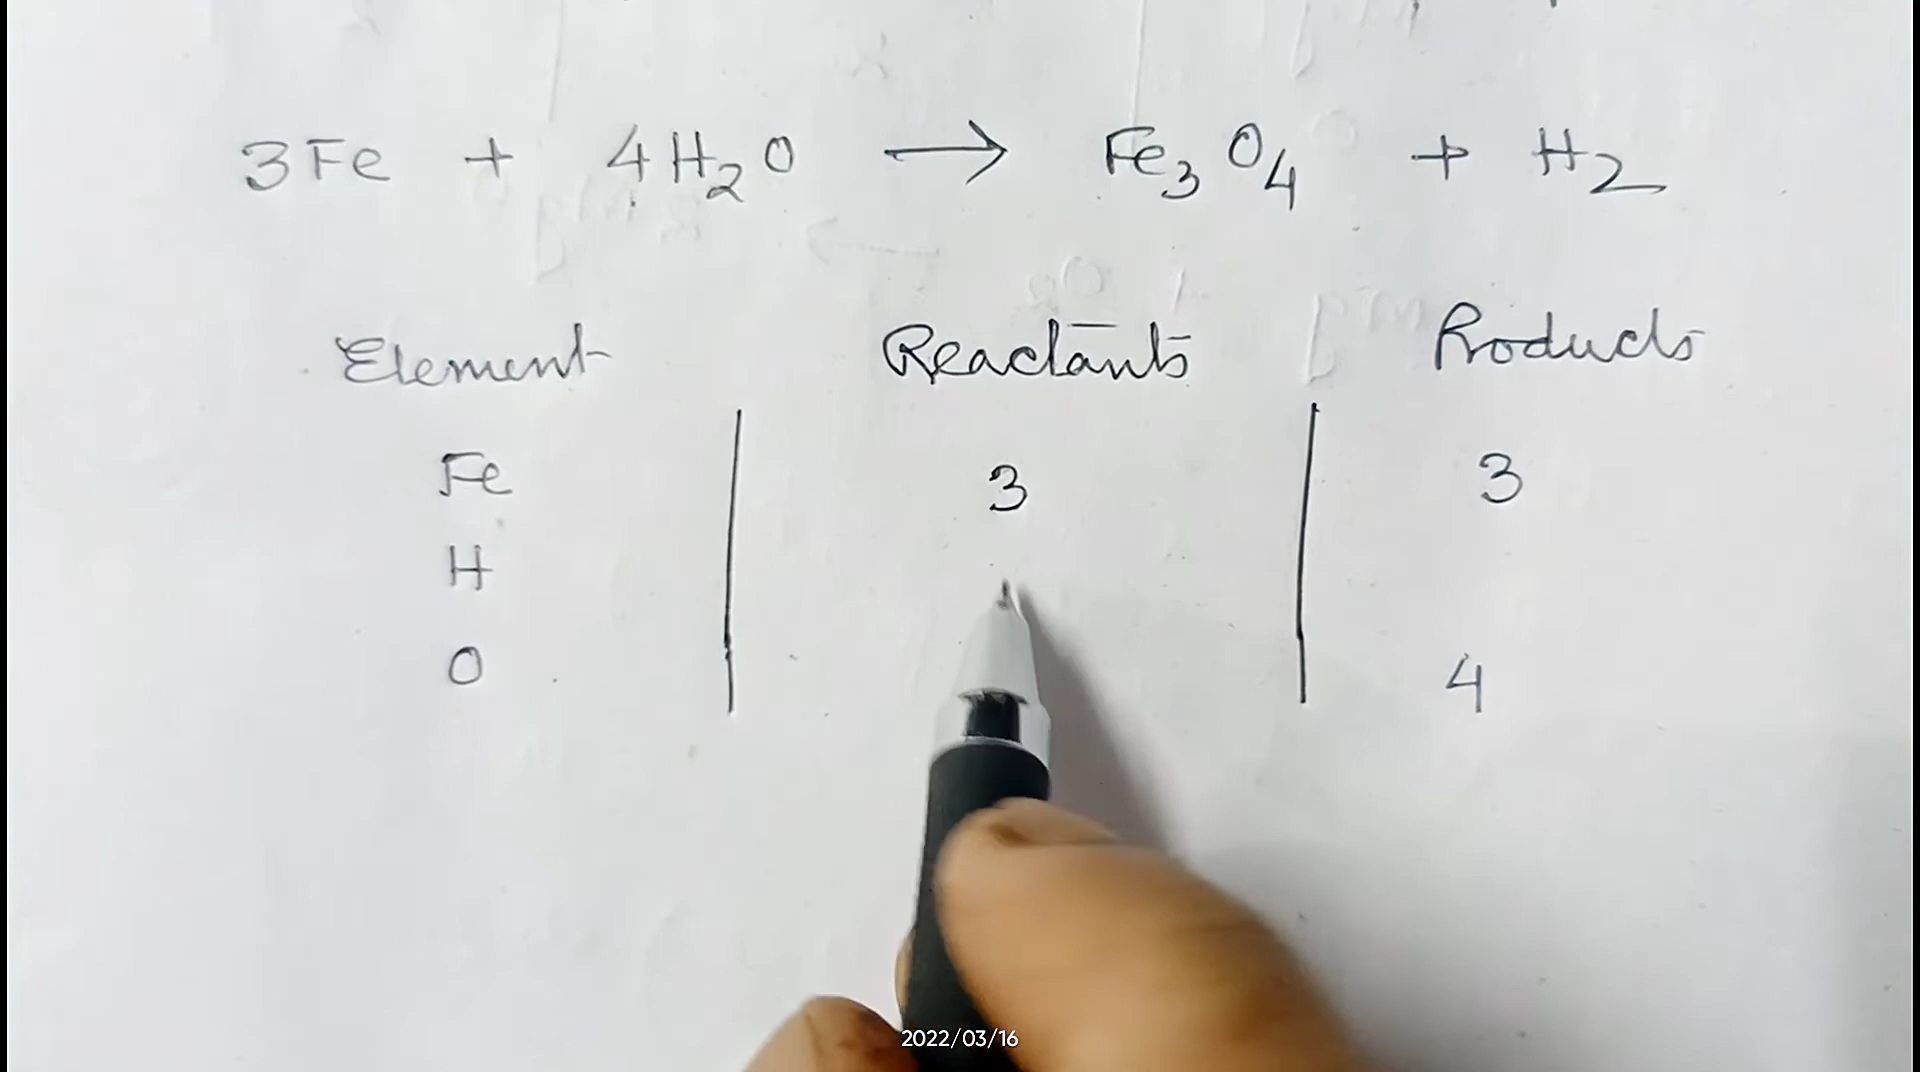 3Fe + 4H₂O → Fe₃O₄ + H₂
Element Reactants Products
Fe 3 3
H
O 4
2022/03/16